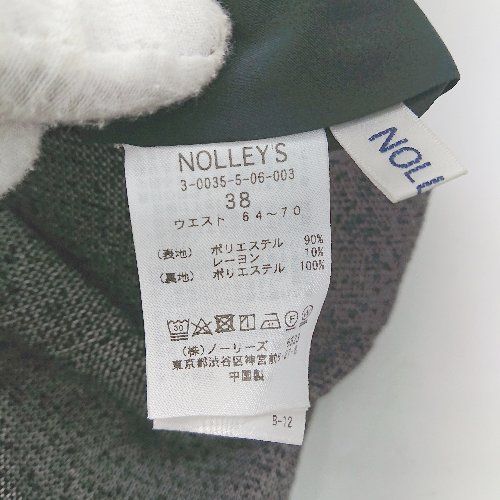 NOLLEY'S
3-0035-5-06-003
38
ウエスト 64～70
(表地) ポリエステル 90%
レーヨン 10%
(裏地) ポリエステル 100%
30
(株)ノーリーズ
東京都渋谷区神宮前
中国製
B-12
NOLL